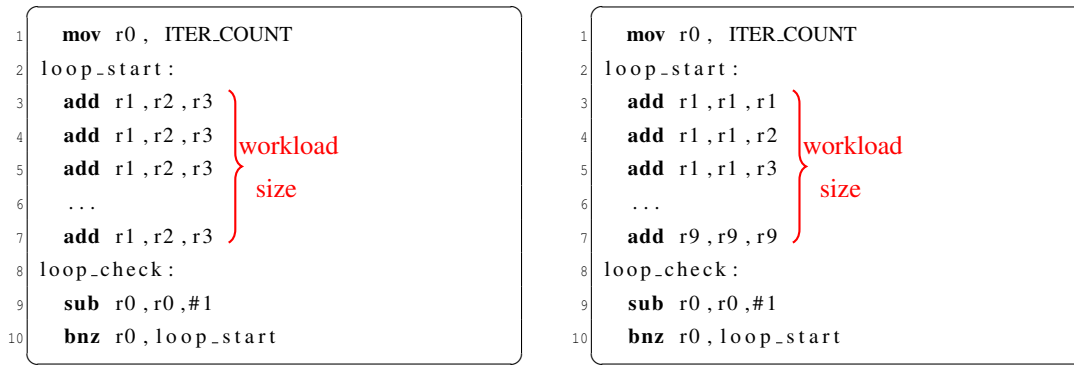 1 mov r0, ITER_COUNT
2 loop_start:
3 add r1,r2,r3
4 add r1,r2,r3
workload
5 add r1,r2,r3
size
6 ...
7 add r1,r2,r3
8 loop_check:
9 sub r0,r0,#1
10 bnz r0,loop_start
1 mov r0, ITER_COUNT
2 loop_start:
3 add r1,r1,r1
4 add r1,r1,r2
workload
5 add r1,r1,r3
size
6 ...
7 add r9,r9,r9
8 loop_check:
9 sub r0,r0,#1
10 bnz r0,loop_start